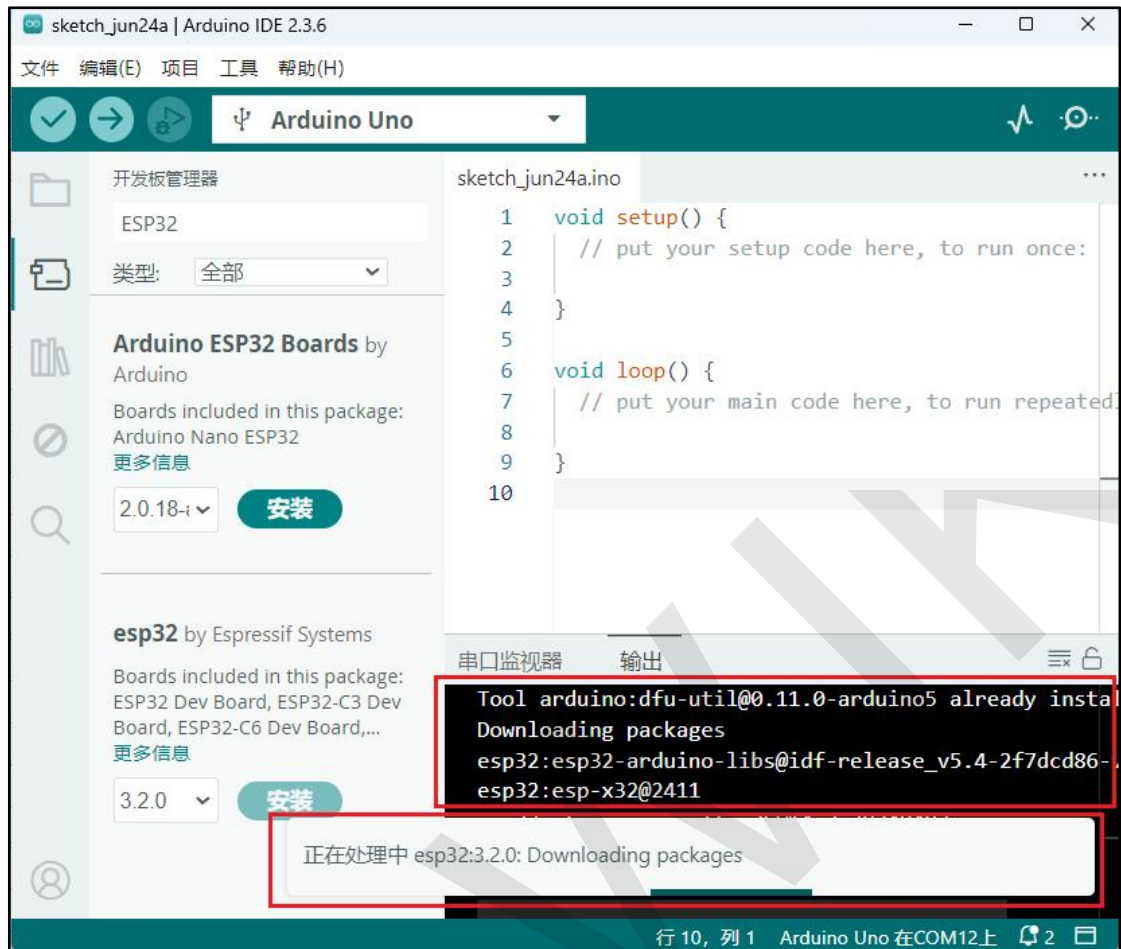 sketch_jun24a | Arduino IDE 2.3.6
文件 编辑(E) 项目 工具 帮助(H)
Arduino Uno
开发板管理器
ESP32
类型: 全部
Arduino ESP32 Boards by
Arduino
Boards included in this package:
Arduino Nano ESP32
更多信息
2.0.18-a 安装
esp32 by Espressif Systems
Boards included in this package:
ESP32 Dev Board, ESP32-C3 Dev
Board, ESP32-C6 Dev Board,...
更多信息
3.2.0 安装
sketch_jun24a.ino
1 void setup() {
2 // put your setup code here, to run once:
3
4 }
5
6 void loop() {
7 // put your main code here, to run repeatedl
8
9 }
10
串口监视器 输出
Tool arduino:dfu-util@0.11.0-arduino5 already instal
Downloading packages
esp32:esp32-arduino-libs@idf-release_v5.4-2f7dcd86-
esp32:esp-x32@2411
正在处理中 esp32:3.2.0: Downloading packages
行 10, 列 1 Arduino Uno 在COM12上 2